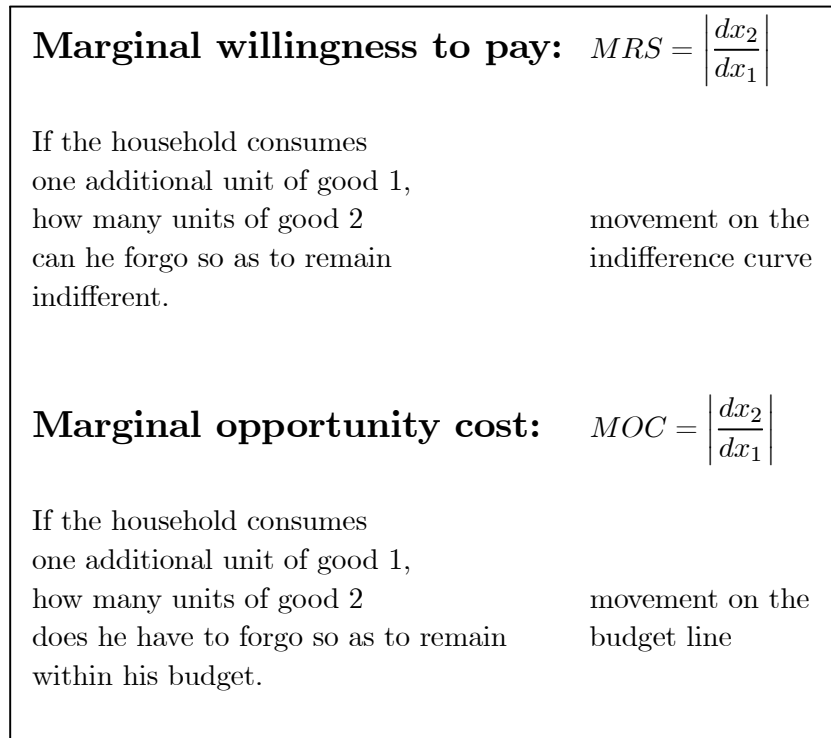 Marginal willingness to pay: MRS = |dx₂/dx₁|
If the household consumes
one additional unit of good 1,
how many units of good 2 movement on the
can he forgo so as to remain indifference curve
indifferent.
Marginal opportunity cost: MOC = |dx₂/dx₁|
If the household consumes
one additional unit of good 1,
how many units of good 2 movement on the
does he have to forgo so as to remain budget line
within his budget.